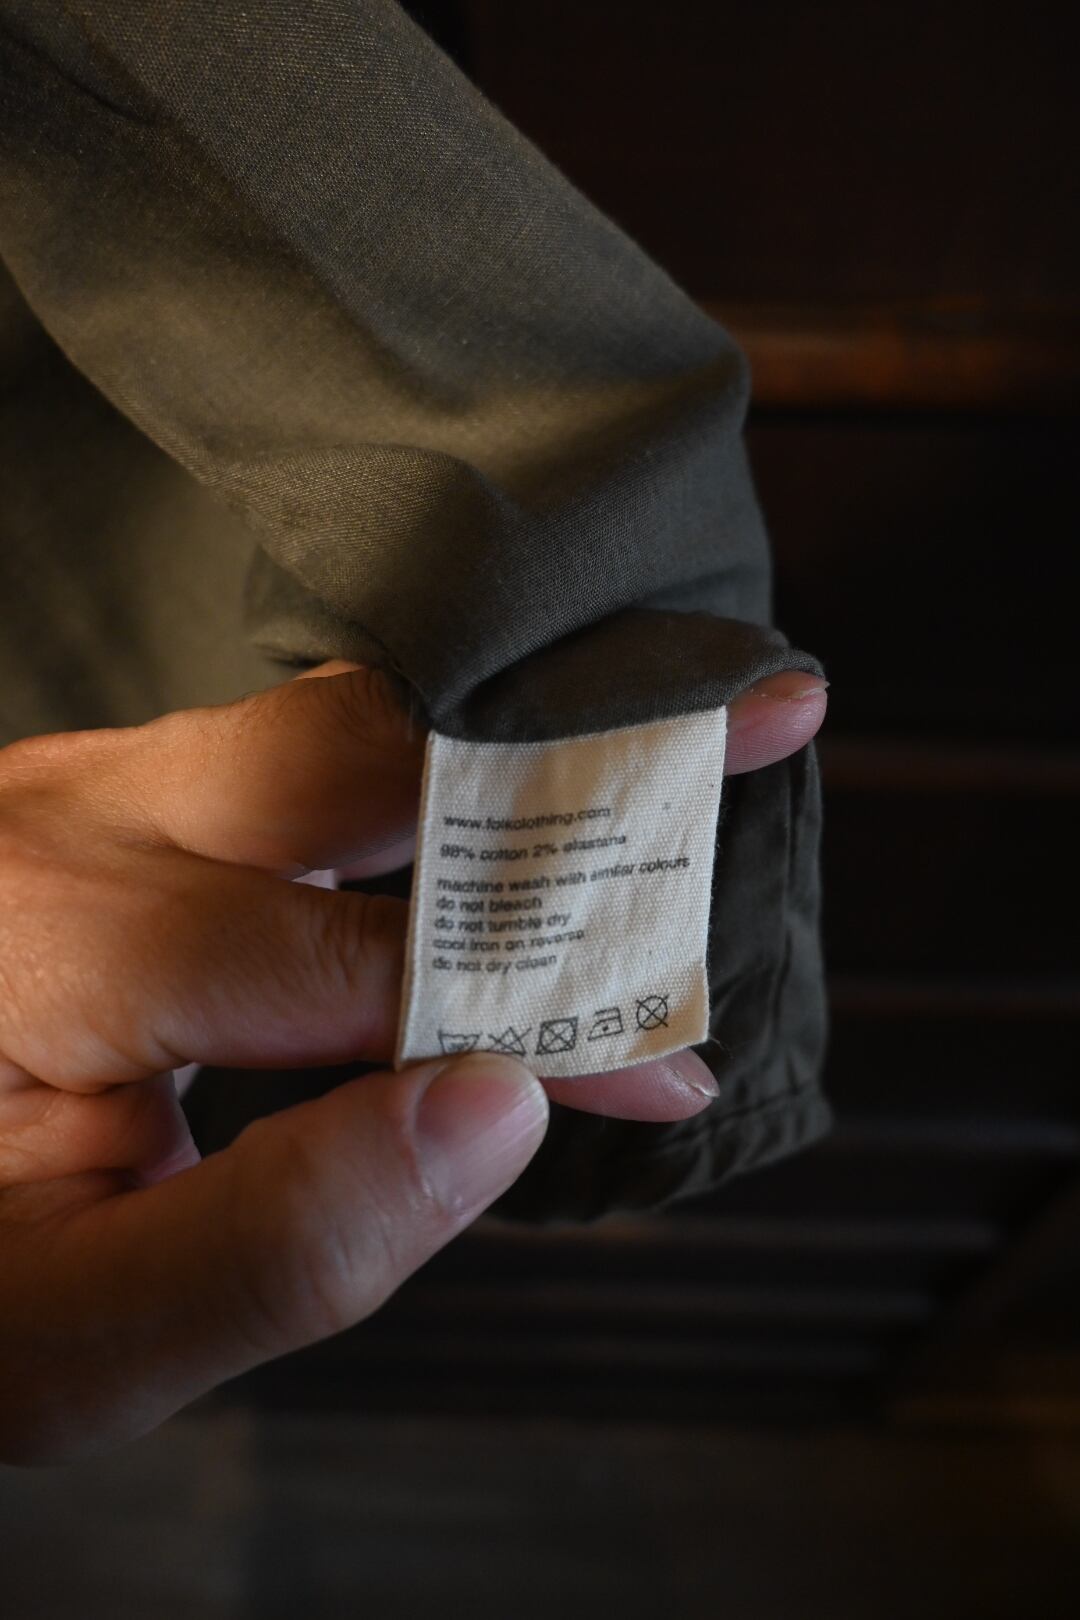 www.folkclothing.com
98% cotton 2% elastane
machine wash with similar colours
do not bleach
do not tumble dry
cool iron on reverse
do not dry clean